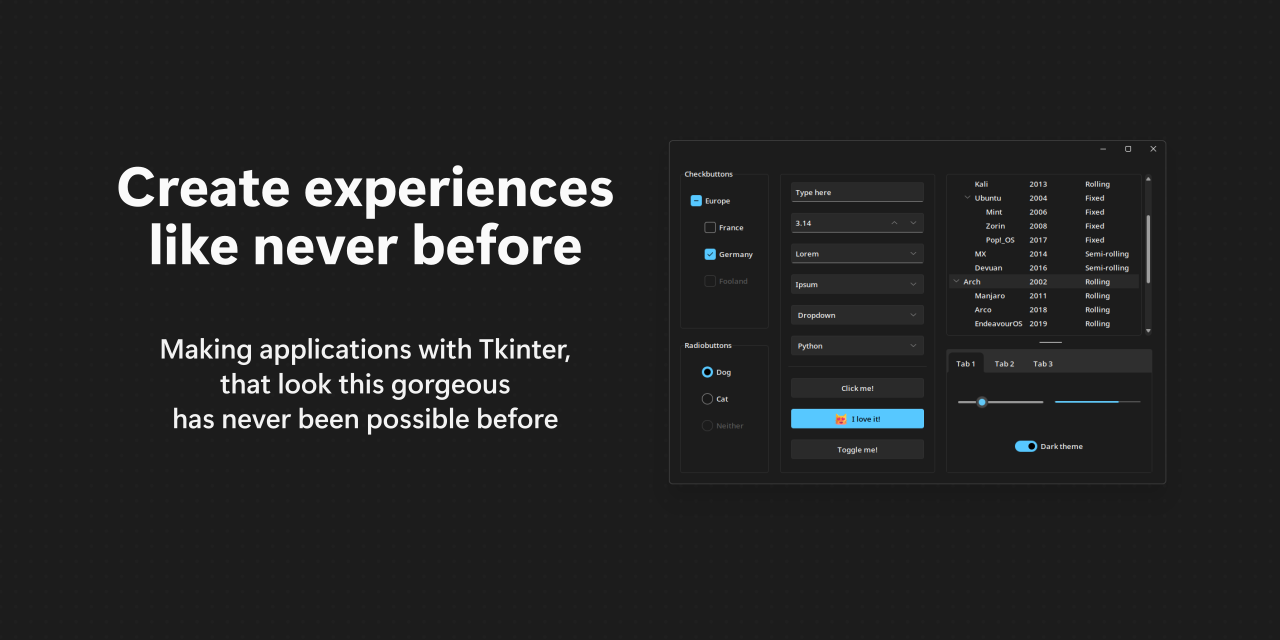 Create experiences
like never before
Making applications with Tkinter,
that look this gorgeous
has never been possible before
Checkbuttons
Europe
France
Germany
Fooland
Radiobuttons
Dog
Cat
Neither
Type here
3.14
Lorem
Ipsum
Dropdown
Python
Click me!
I love it!
Toggle me!
Kali 2013 Rolling
Ubuntu 2004 Fixed
Mint 2006 Fixed
Zorin 2008 Fixed
Pop!_OS 2017 Fixed
MX 2014 Semi-rolling
Devuan 2016 Semi-rolling
Arch 2002 Rolling
Manjaro 2011 Rolling
Arco 2018 Rolling
EndeavourOS 2019 Rolling
Tab 1 Tab 2 Tab 3
Dark theme